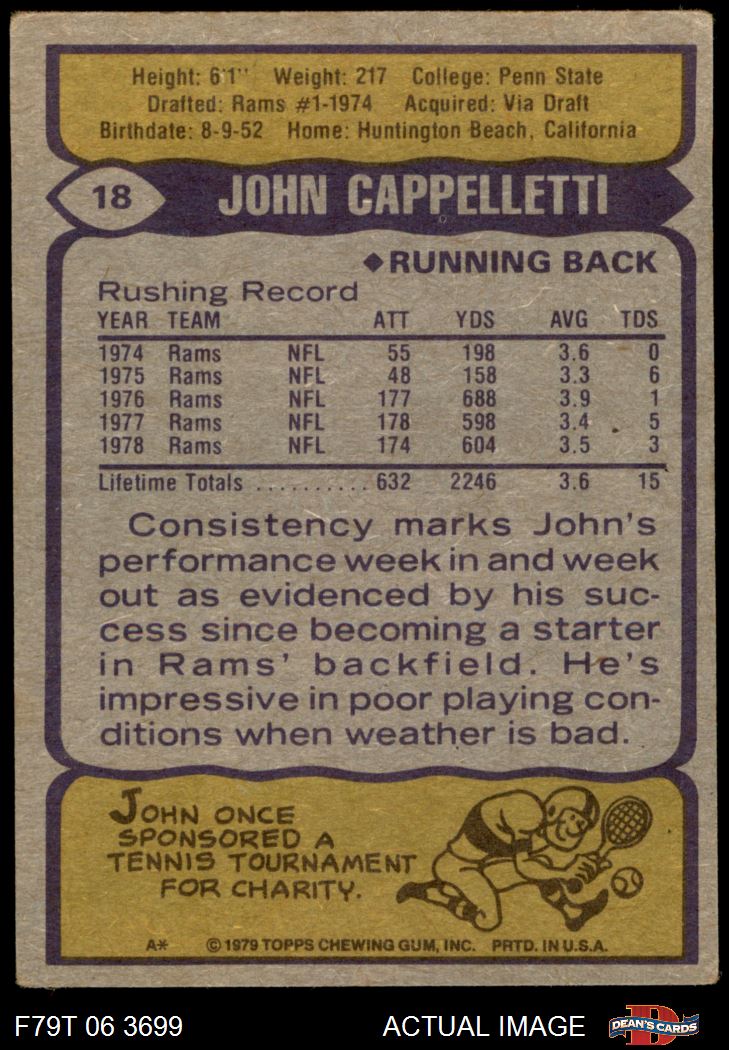 Height: 6'1" Weight: 217 College: Penn State
Drafted: Rams #1-1974 Acquired: Via Draft
Birthdate: 8-9-52 Home: Huntington Beach, California
18 JOHN CAPPELLETTI
◆RUNNING BACK
Rushing Record
YEAR TEAM ATT YDS AVG TDS
1974 Rams NFL 55 198 3.6 0
1975 Rams NFL 48 158 3.3 6
1976 Rams NFL 177 688 3.9 1
1977 Rams NFL 178 598 3.4 5
1978 Rams NFL 174 604 3.5 3
Lifetime Totals .......... 632 2246 3.6 15
Consistency marks John's
performance week in and week
out as evidenced by his suc-
cess since becoming a starter
in Rams' backfield. He's
impressive in poor playing con-
ditions when weather is bad.
JOHN ONCE
SPONSORED A
TENNIS TOURNAMENT
FOR CHARITY.
A* © 1979 TOPPS CHEWING GUM, INC. PRTD. IN U.S.A.
F79T 06 3699 ACTUAL IMAGE D DEAN'S CARDS